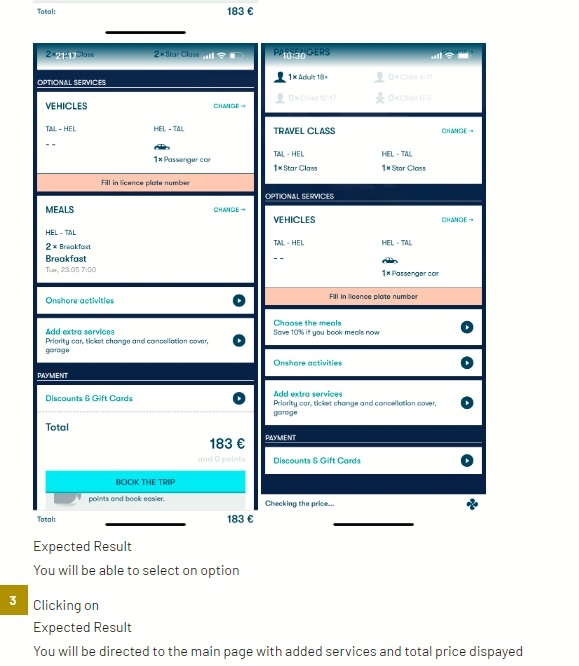 Total: 183 €
2× Star Class 2× Star Class
21:17
OPTIONAL SERVICES
VEHICLES CHANGE →
TAL - HEL HEL - TAL
- -
1× Passenger car
Fill in licence plate number
MEALS CHANGE →
HEL - TAL
2 × Breakfast
Breakfast
Tue, 23.05 7:00
Onshore activities
Add extra services
Priority car, ticket change and cancellation cover,
garage
PAYMENT
Discounts & Gift Cards
Total
183 €
and 0 points
BOOK THE TRIP
points and book easier.
Total: 183 €
PASSENGERS
10:30
1× Adult 18+ 0× Child 6-11
0× Child 12-17 0× Child 0-5
TRAVEL CLASS CHANGE →
TAL - HEL HEL - TAL
1× Star Class 1× Star Class
OPTIONAL SERVICES
VEHICLES CHANGE →
TAL - HEL HEL - TAL
- -
1× Passenger car
Fill in licence plate number
Choose the meals
Save 10% if you book meals now
Onshore activities
Add extra services
Priority car, ticket change and cancellation cover,
garage
PAYMENT
Discounts & Gift Cards
Checking the price...
Expected Result
You will be able to select on option
3 Clicking on
Expected Result
You will be directed to the main page with added services and total price dispayed